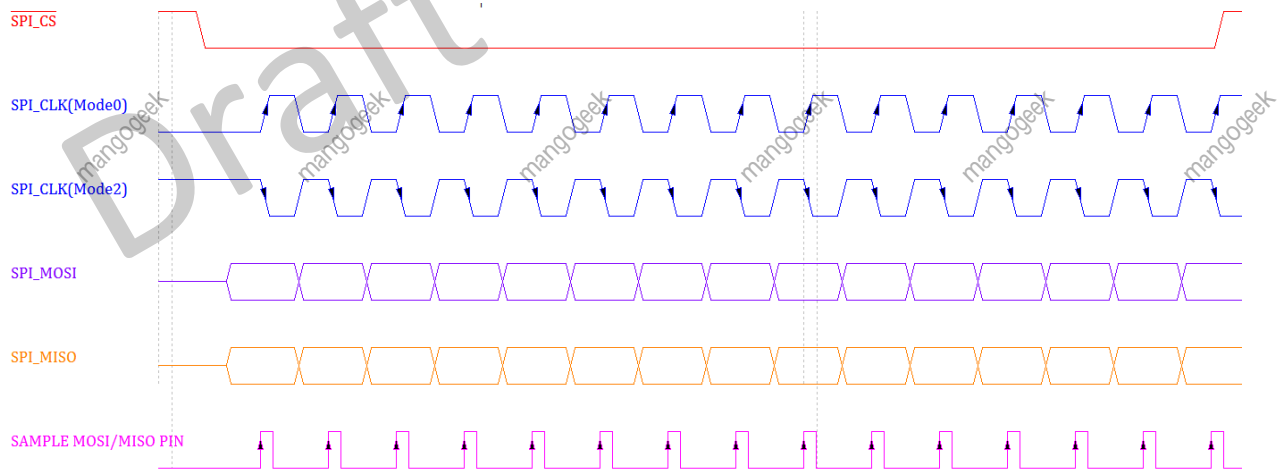 SPI_CS
SPI_CLK(Mode0)
SPI_CLK(Mode2)
SPI_MOSI
SPI_MISO
SAMPLE MOSI/MISO PIN
Draft
mangogeek
mangogeek
mangogeek
mangogeek
mangogeek
mangogeek